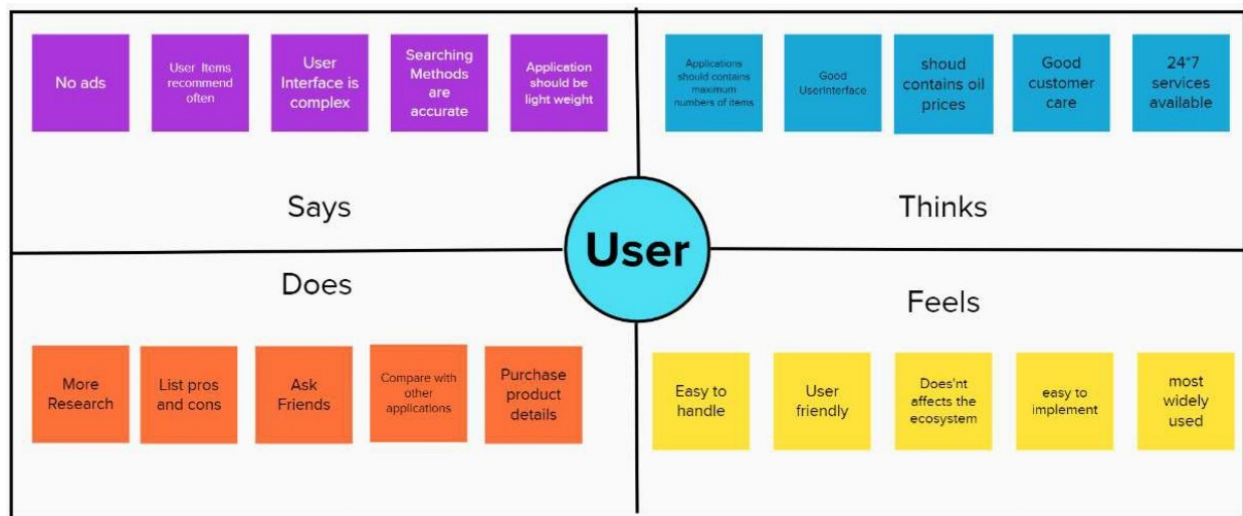 No ads
User Items
recommend
often
User
Interface is
complex
Searching
Methods
are
accurate
Application
should be
light weight
Says
Applications
should contains
maximum
numbers of items
Good
Userinterface
shoud
contains oil
prices
Good
customer
care
24*7
services
available
Thinks
User
Does
More
Research
List pros
and cons
Ask
Friends
Compare with
other
applications
Purchase
product
details
Feels
Easy to
handle
User
friendly
Does'nt
affects the
ecosystem
easy to
implement
most
widely
used